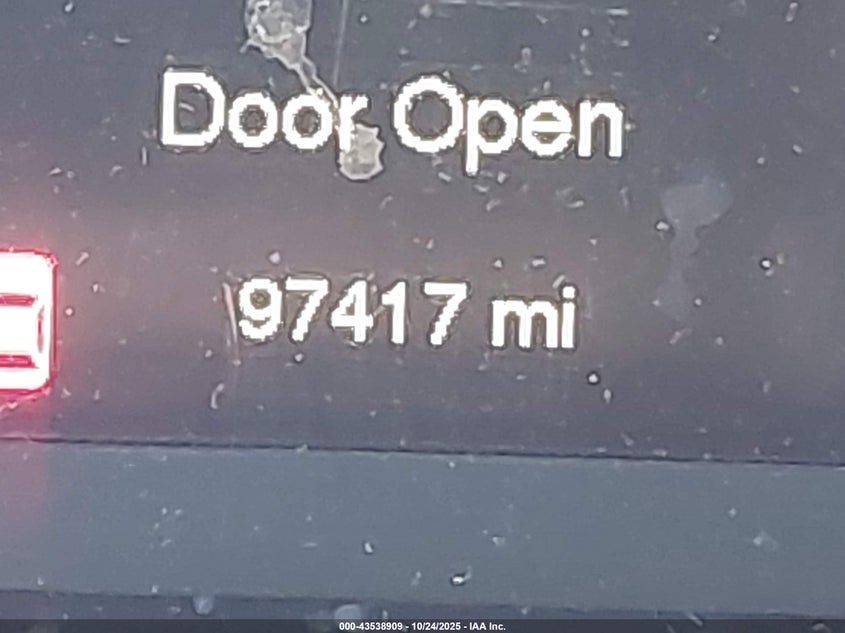 Door Open
97417 mi
000-43538909 - 10/24/2025 - IAA Inc.